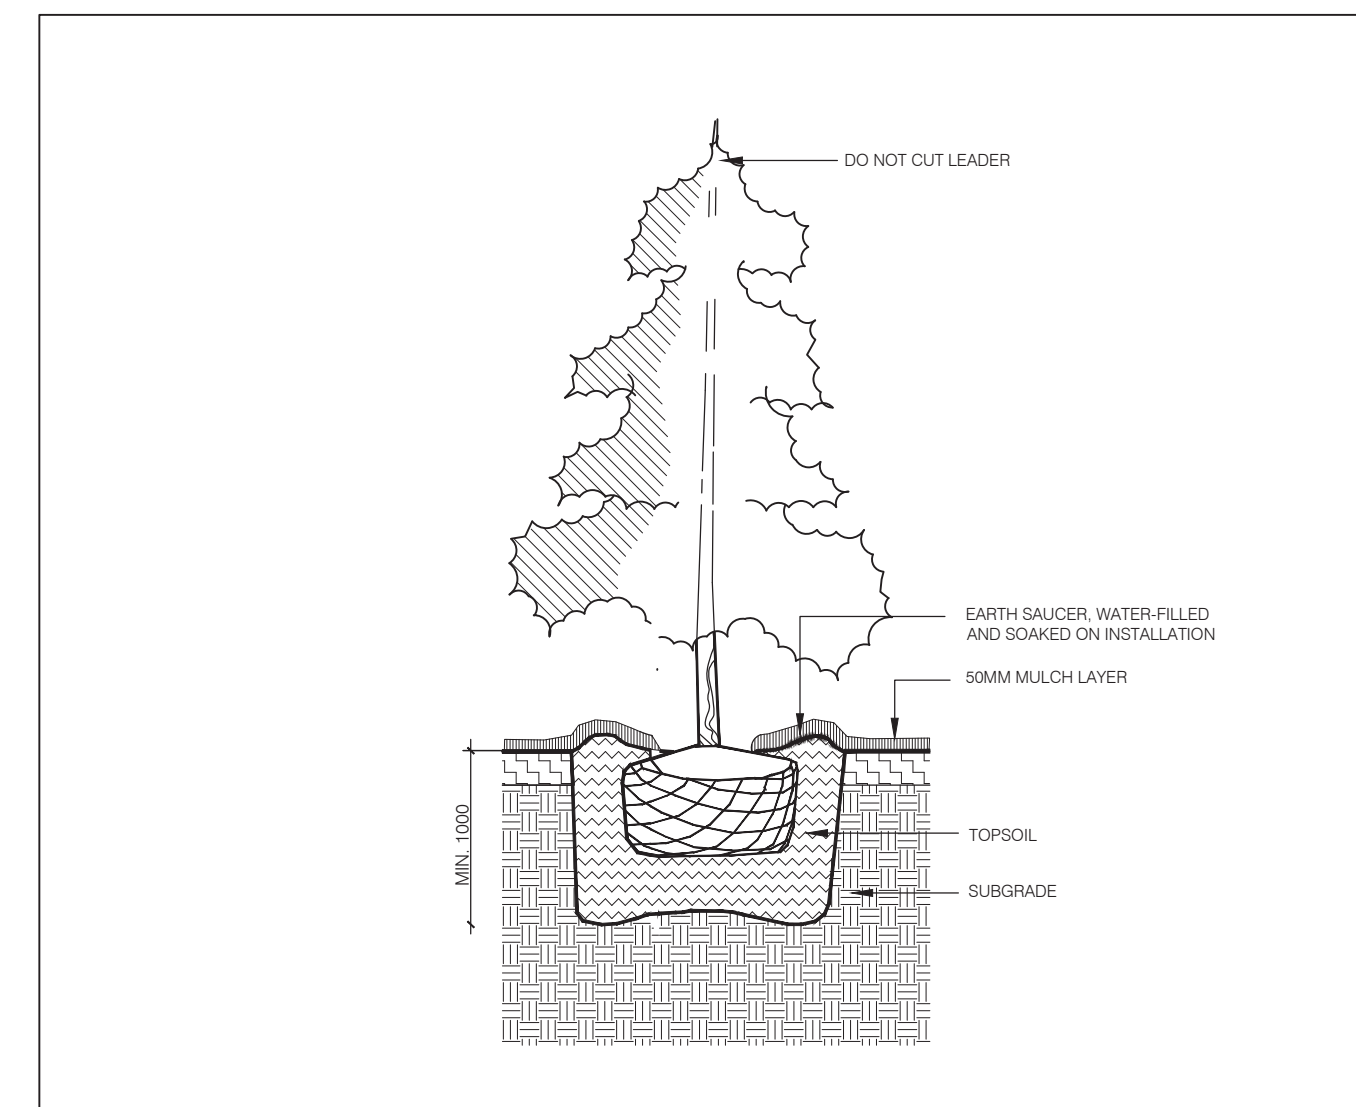 DO NOT CUT LEADER
EARTH SAUCER, WATER-FILLED
AND SOAKED ON INSTALLATION
50MM MULCH LAYER
MIN. 1000
TOPSOIL
SUBGRADE